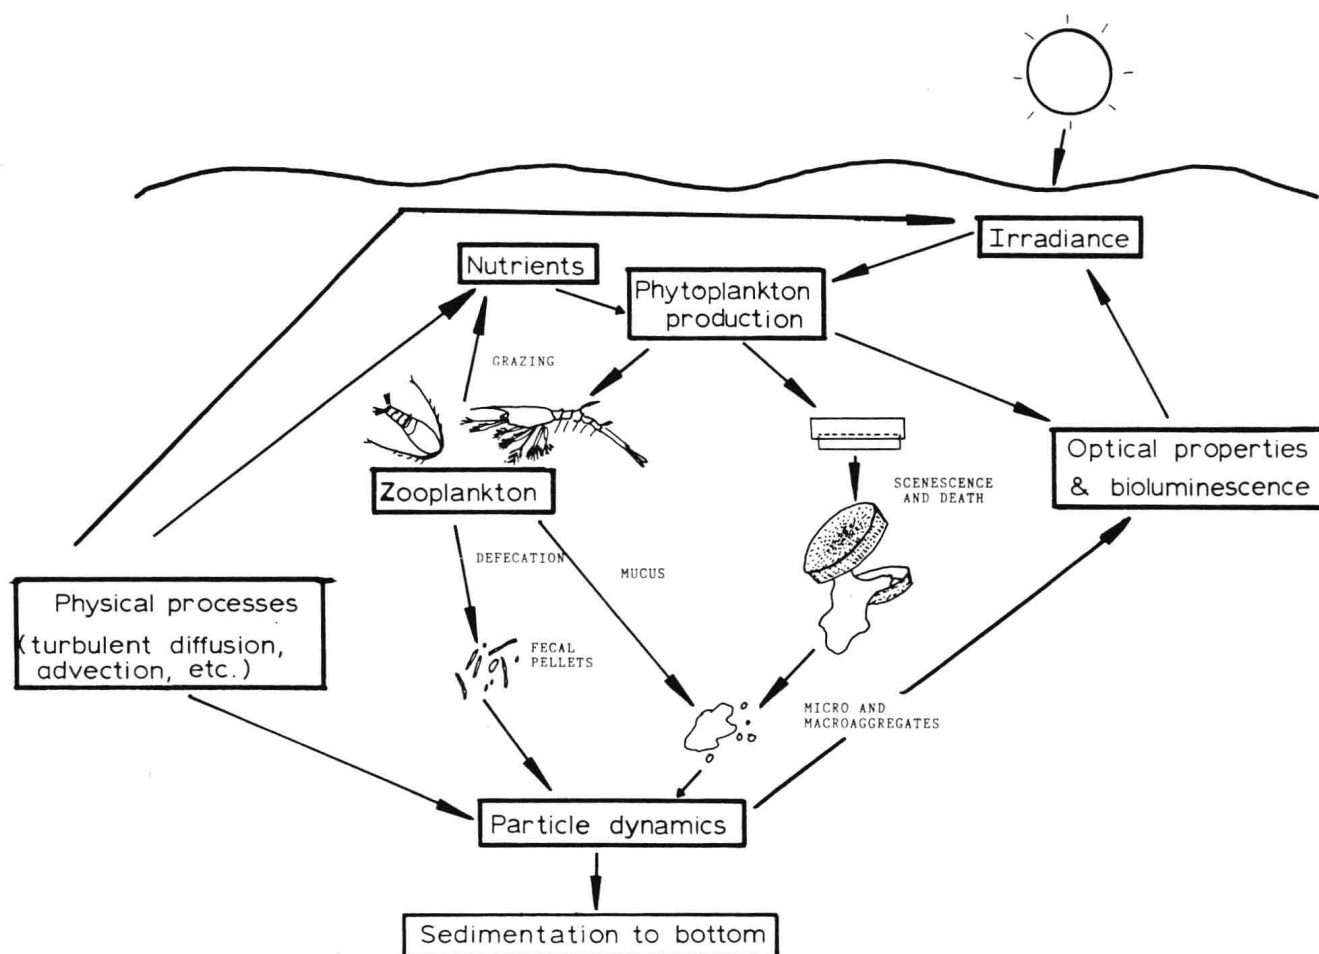 Irradiance
Nutrients
Phytoplankton
production
GRAZING
Optical properties
& bioluminescence
Zooplankton
SCENESCENCE
AND DEATH
DEFECATION
MUCUS
Physical processes
(turbulent diffusion,
advection, etc.)
FECAL
PELLETS
MICRO AND
MACROAGGREGATES
Particle dynamics
Sedimentation to bottom